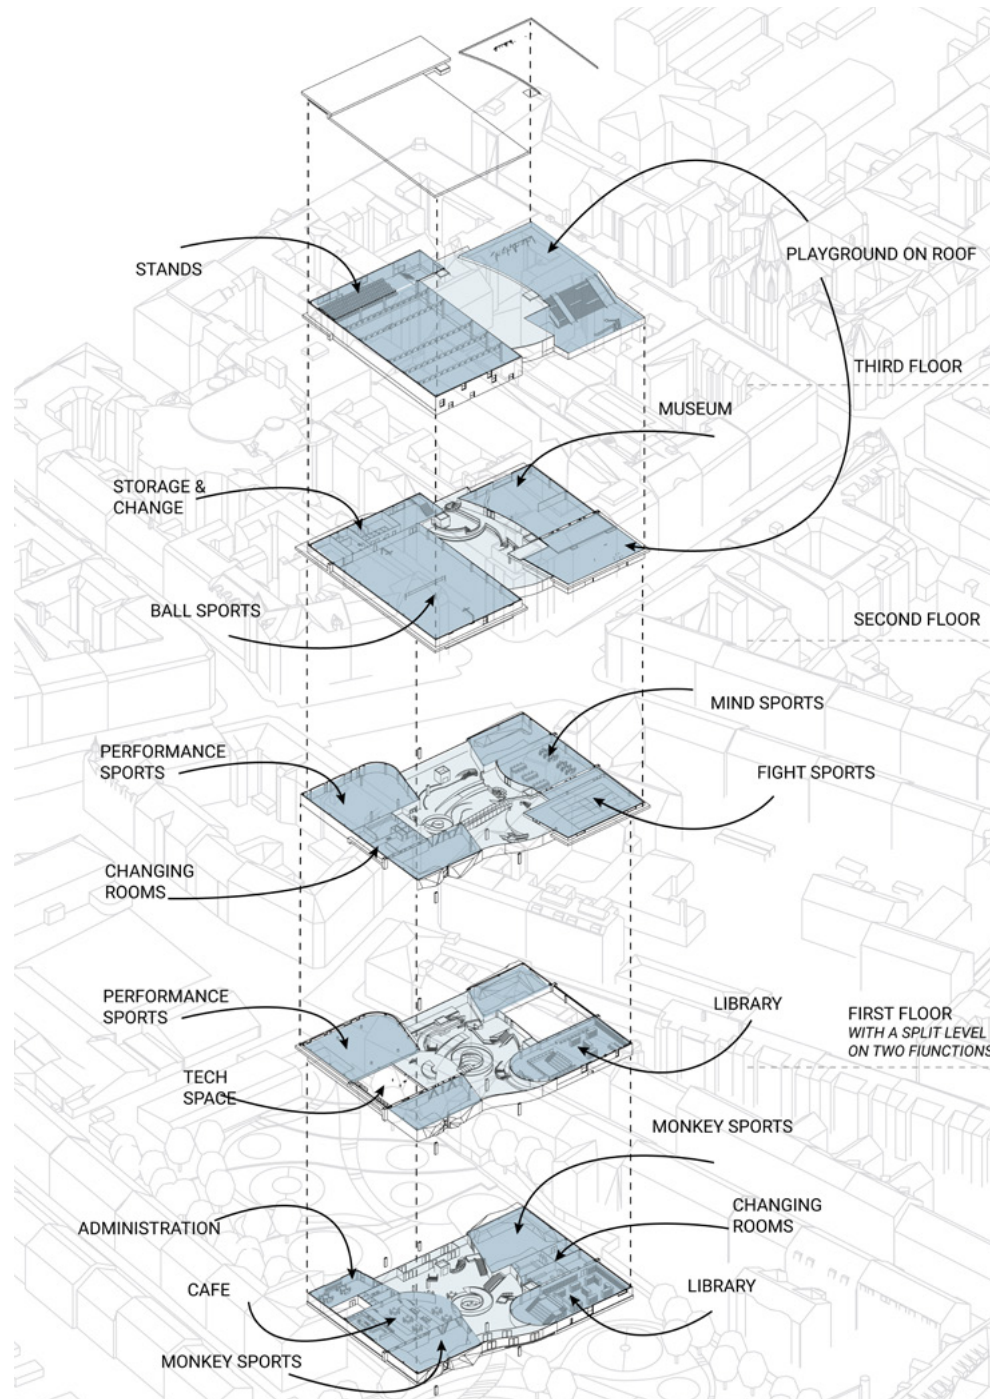 STANDS
PLAYGROUND ON ROOF
THIRD FLOOR
MUSEUM
STORAGE &
CHANGE
BALL SPORTS
SECOND FLOOR
MIND SPORTS
PERFORMANCE
SPORTS
FIGHT SPORTS
CHANGING
ROOMS
PERFORMANCE
SPORTS
LIBRARY
FIRST FLOOR
WITH A SPLIT LEVEL
ON TWO FIUNCTIONS
TECH
SPACE
MONKEY SPORTS
CHANGING
ROOMS
ADMINISTRATION
CAFE
LIBRARY
MONKEY SPORTS